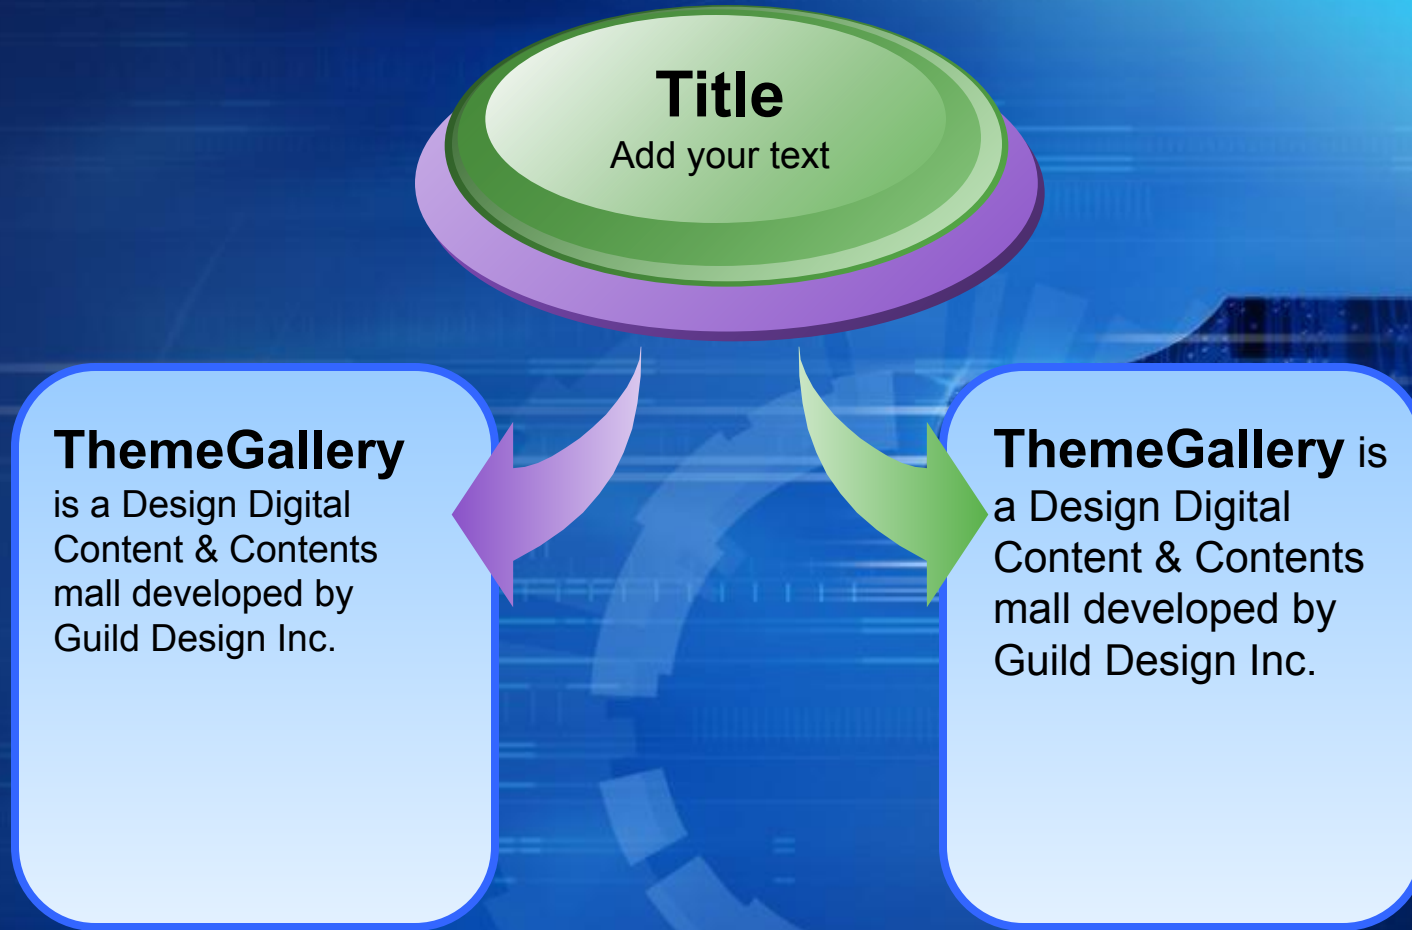 Title
Add your text
ThemeGallery
is a Design Digital
Content & Contents
mall developed by
Guild Design Inc.
ThemeGallery is
a Design Digital
Content & Contents
mall developed by
Guild Design Inc.